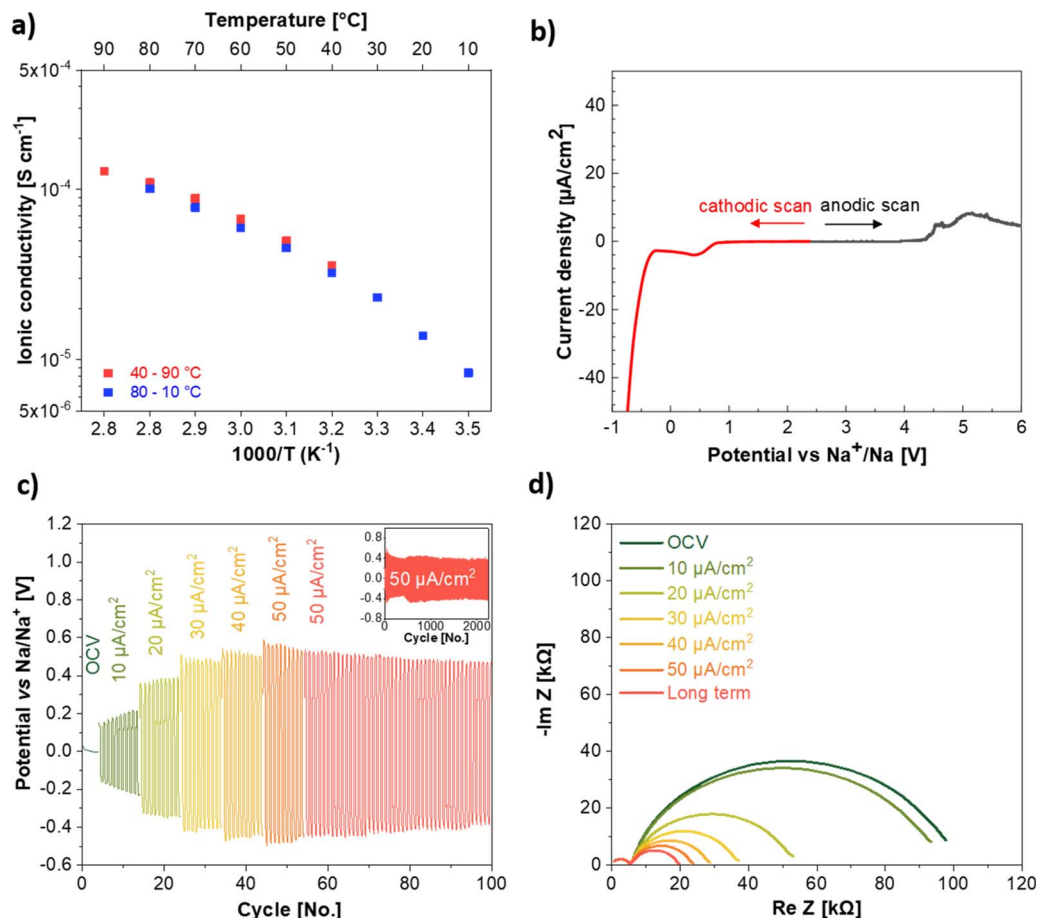 a)
Temperature [°C]
90 80 70 60 50 40 30 20 10
5x10⁻⁴
10⁻⁴
10⁻⁵
5x10⁻⁶
Ionic conductivity [S cm⁻¹]
40 - 90 °C
80 - 10 °C
2.8 2.8 2.9 3.0 3.1 3.2 3.3 3.4 3.5
1000/T (K⁻¹)
b)
Current density [µA/cm²]
40
20
0
-20
-40
cathodic scan
anodic scan
-1 0 1 2 3 4 5 6
Potential vs Na⁺/Na [V]
c)
Potential vs Na/Na⁺ [V]
1.2
1.0
0.8
0.6
0.4
0.2
0.0
-0.2
-0.4
-0.6
OCV
10 µA/cm²
20 µA/cm²
30 µA/cm²
40 µA/cm²
50 µA/cm²
50 µA/cm²
0.8
0.4
0.0
-0.4
-0.8
50 µA/cm²
0 1000 2000
Cycle [No.]
0 20 40 60 80 100
Cycle [No.]
d)
-Im Z [kΩ]
120
100
80
60
40
20
0
OCV
10 µA/cm²
20 µA/cm²
30 µA/cm²
40 µA/cm²
50 µA/cm²
Long term
0 20 40 60 80 100 120
Re Z [kΩ]